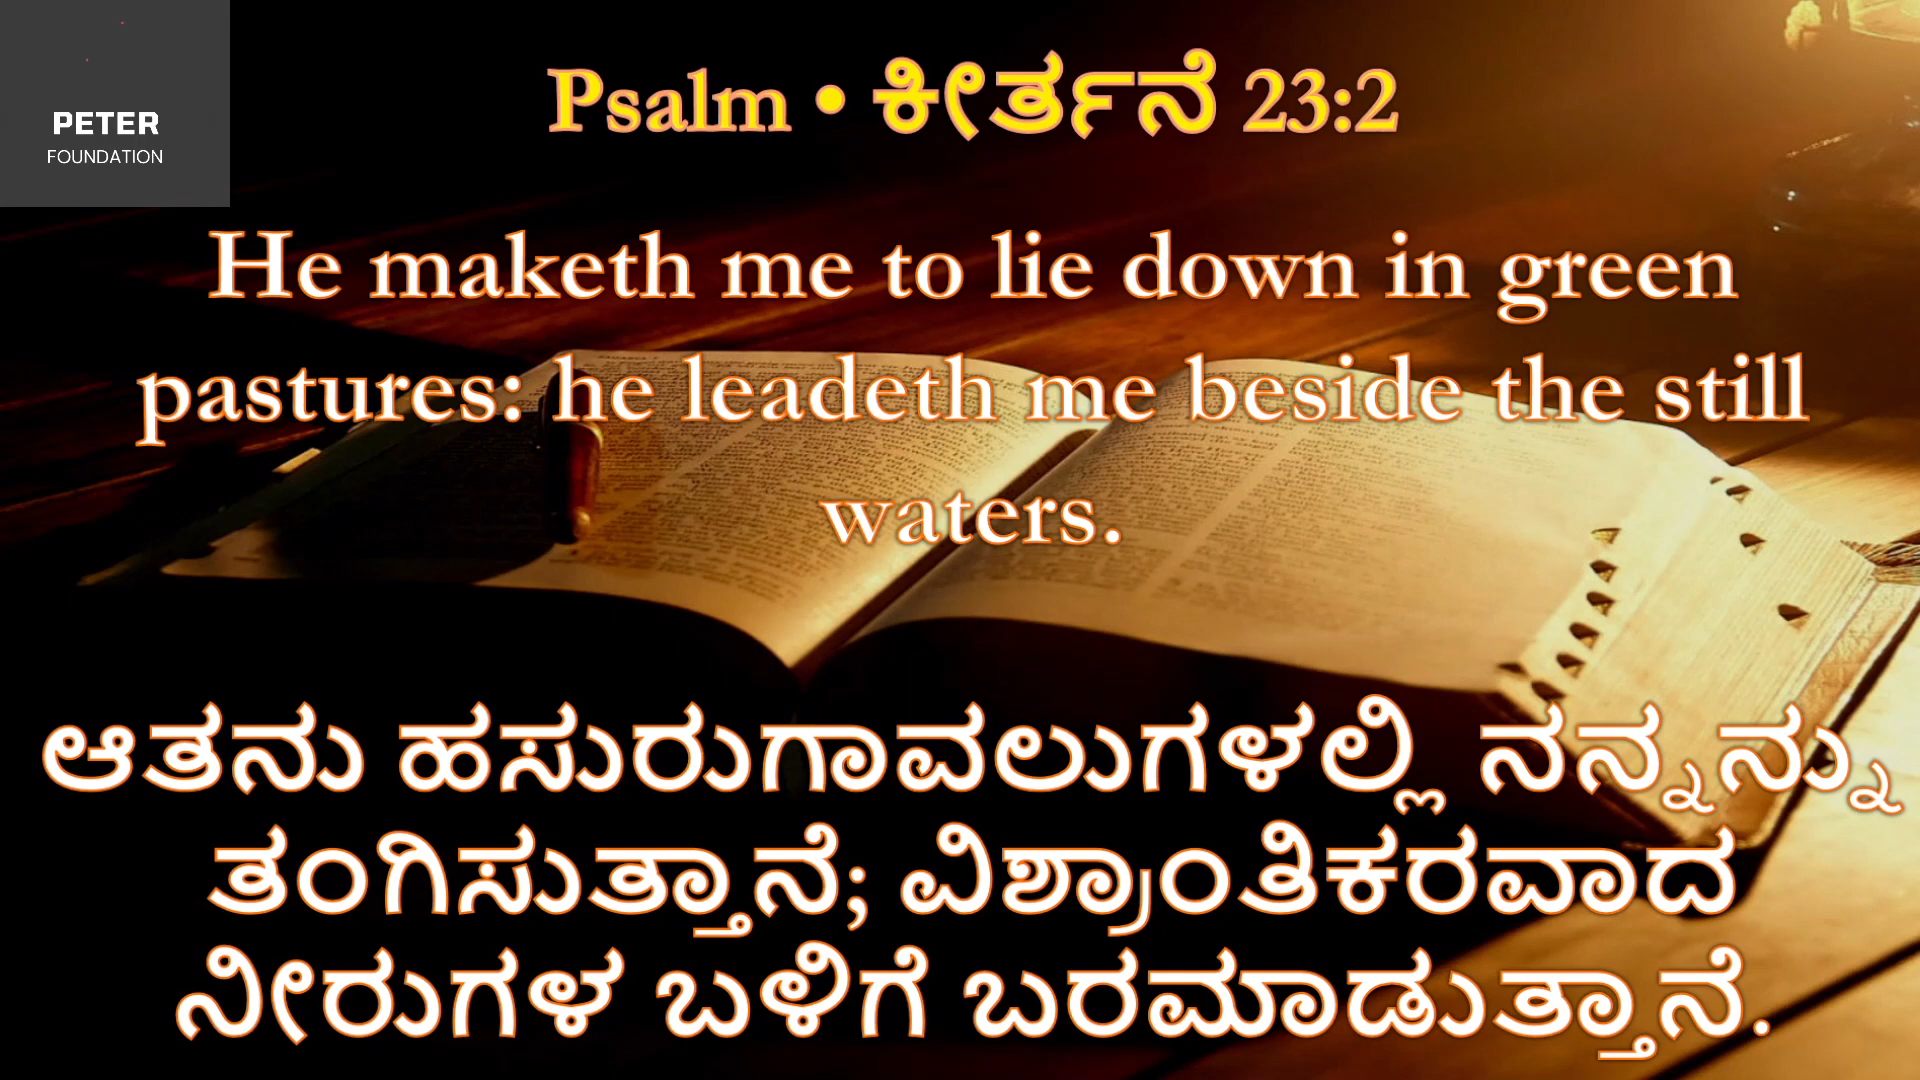 PETER
FOUNDATION
Psalm • ಕೀರ್ತನೆ 23:2
He maketh me to lie down in green
pastures: he leadeth me beside the still
waters.
ಆತನು ಹಸುರುಗಾವಲುಗಳಲ್ಲಿ ನನ್ನನ್ನು
ತಂಗಿಸುತ್ತಾನೆ; ವಿಶ್ರಾಂತಿಕರವಾದ
ನೀರುಗಳ ಬಳಿಗೆ ಬರಮಾಡುತ್ತಾನೆ.